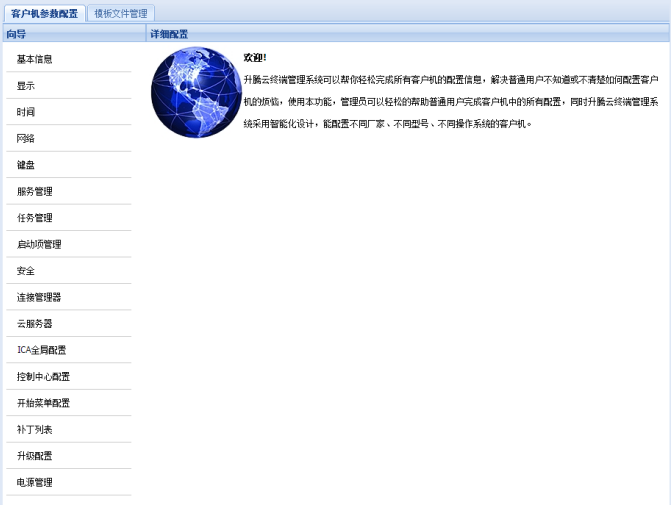 客户机参数配置 模板文件管理
向导 详细配置
基本信息
显示
时间
网络
键盘
服务管理
任务管理
启动项管理
安全
连接管理器
云服务器
ICA全局配置
控制中心配置
开始菜单配置
补丁列表
升级配置
电源管理
欢迎!
升腾云终端管理系统可以帮你轻松完成所有客户机的配置信息，解决普通用户不知道或不清楚如何配置客户
机的烦恼，使用本功能，管理员可以轻松的帮助普通用户完成客户机中的所有配置，同时升腾云终端管理系
统采用智能化设计，能配置不同厂家、不同型号、不同操作系统的客户机。